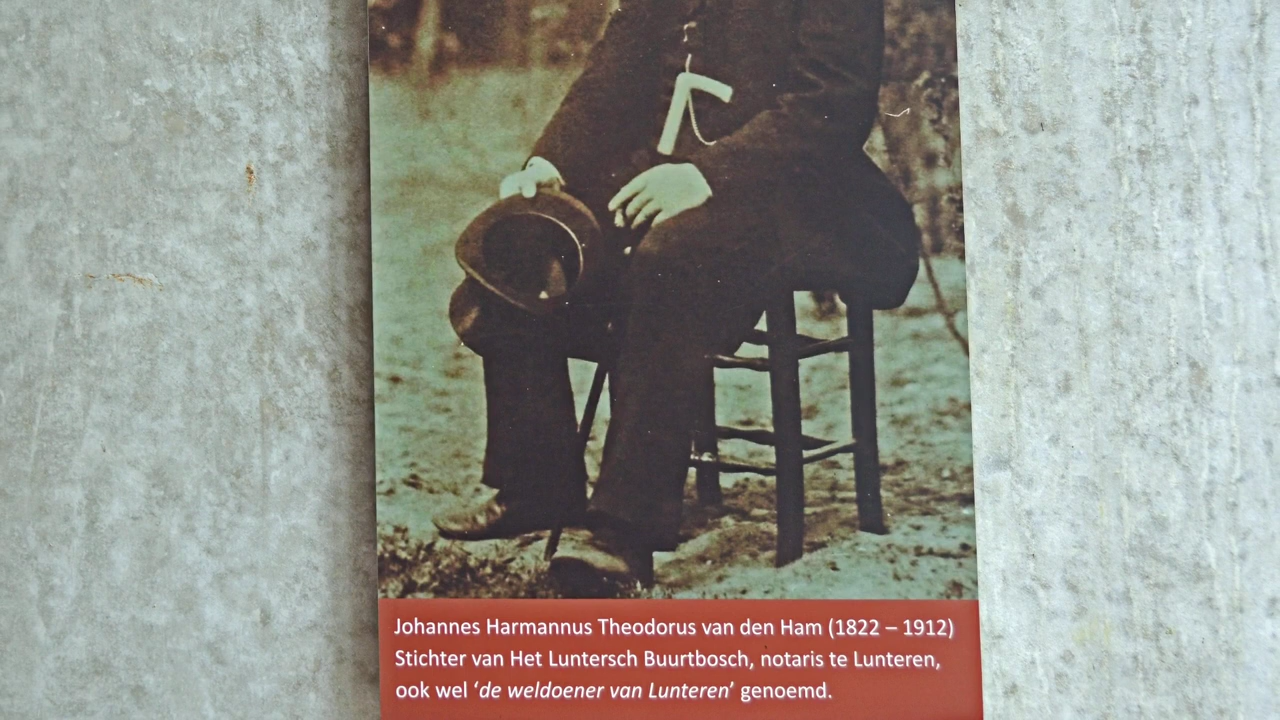 Johannes Harmannus Theodorus van den Ham (1822 – 1912)
Stichter van Het Luntersch Buurtbosch, notaris te Lunteren,
ook wel ‘de weldoener van Lunteren’ genoemd.